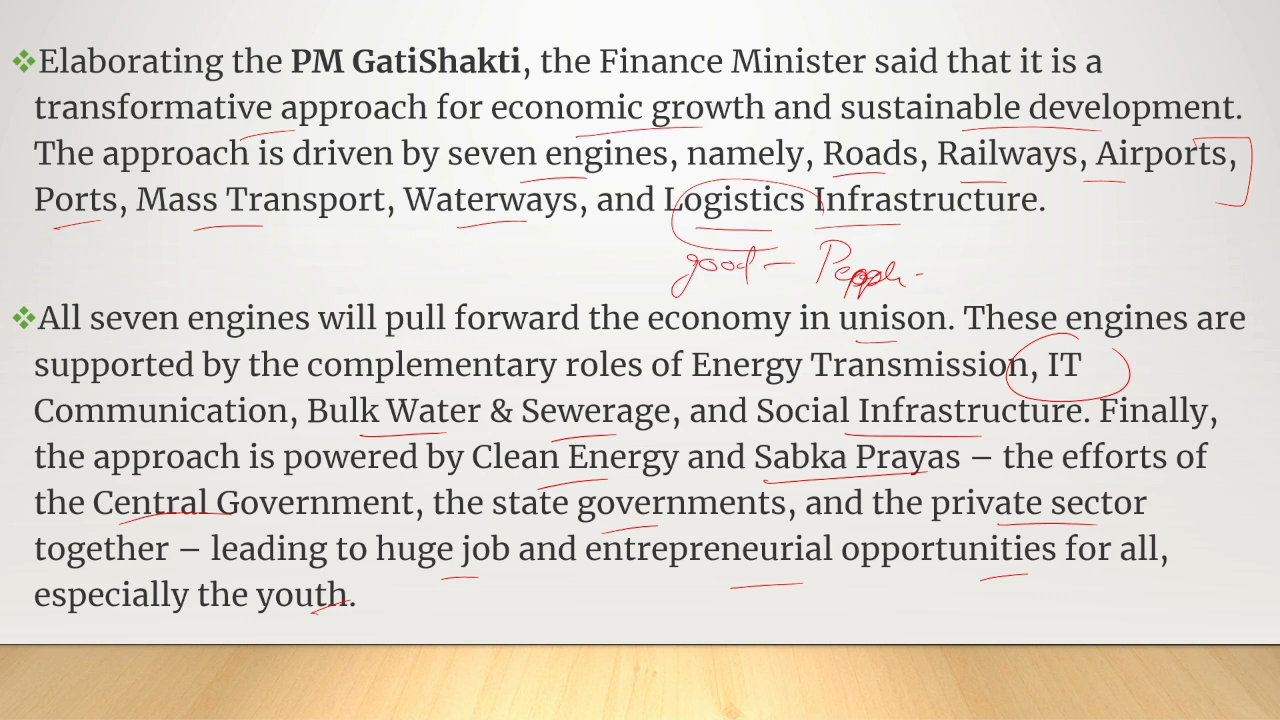 Elaborating the PM GatiShakti, the Finance Minister said that it is a
transformative approach for economic growth and sustainable development.
The approach is driven by seven engines, namely, Roads, Railways, Airports,
Ports, Mass Transport, Waterways, and Logistics Infrastructure.
good –
All seven engines will pull forward the economy in unison. These engines are
supported by the complementary roles of Energy Transmission, IT
Communication, Bulk Water & Sewerage, and Social Infrastructure. Finally,
the approach is powered by Clean Energy and Sabka Prayas – the efforts of
the Central Government, the state governments, and the private sector
together – leading to huge job and entrepreneurial opportunities for all,
especially the youth.